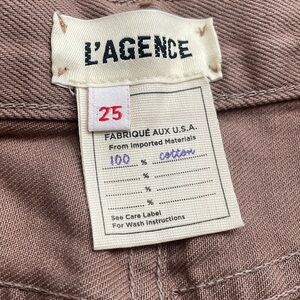 L'AGENCE
25
FABRIQUÉ AUX U.S.A.
From Imported Materials
100 % cotton
%
%
%
See Care Label
For Wash Instructions